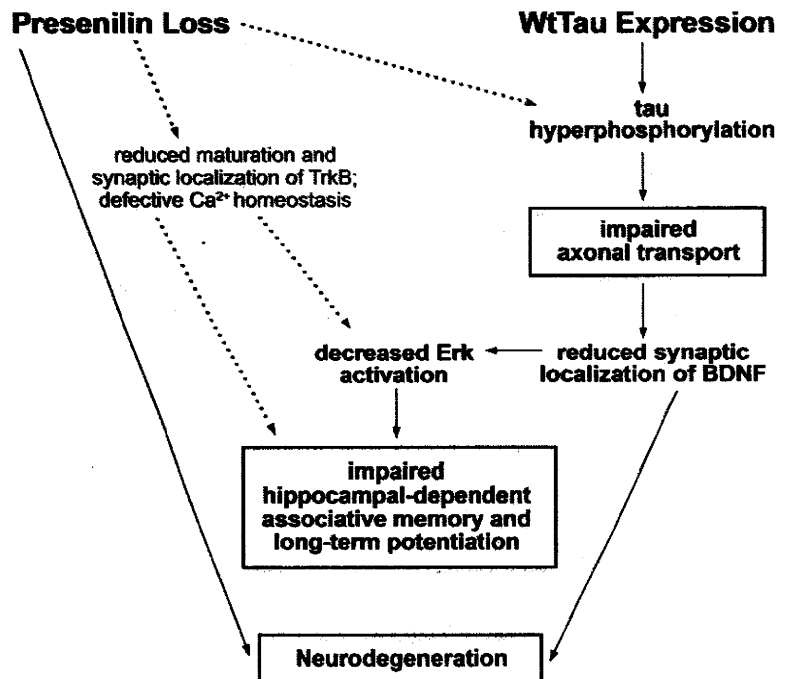 Presenilin Loss
WtTau Expression
tau
hyperphosphorylation
reduced maturation and
synaptic localization of TrkB;
defective Ca²⁺ homeostasis
impaired
axonal transport
decreased Erk
activation
reduced synaptic
localization of BDNF
impaired
hippocampal-dependent
associative memory and
long-term potentiation
Neurodegeneration